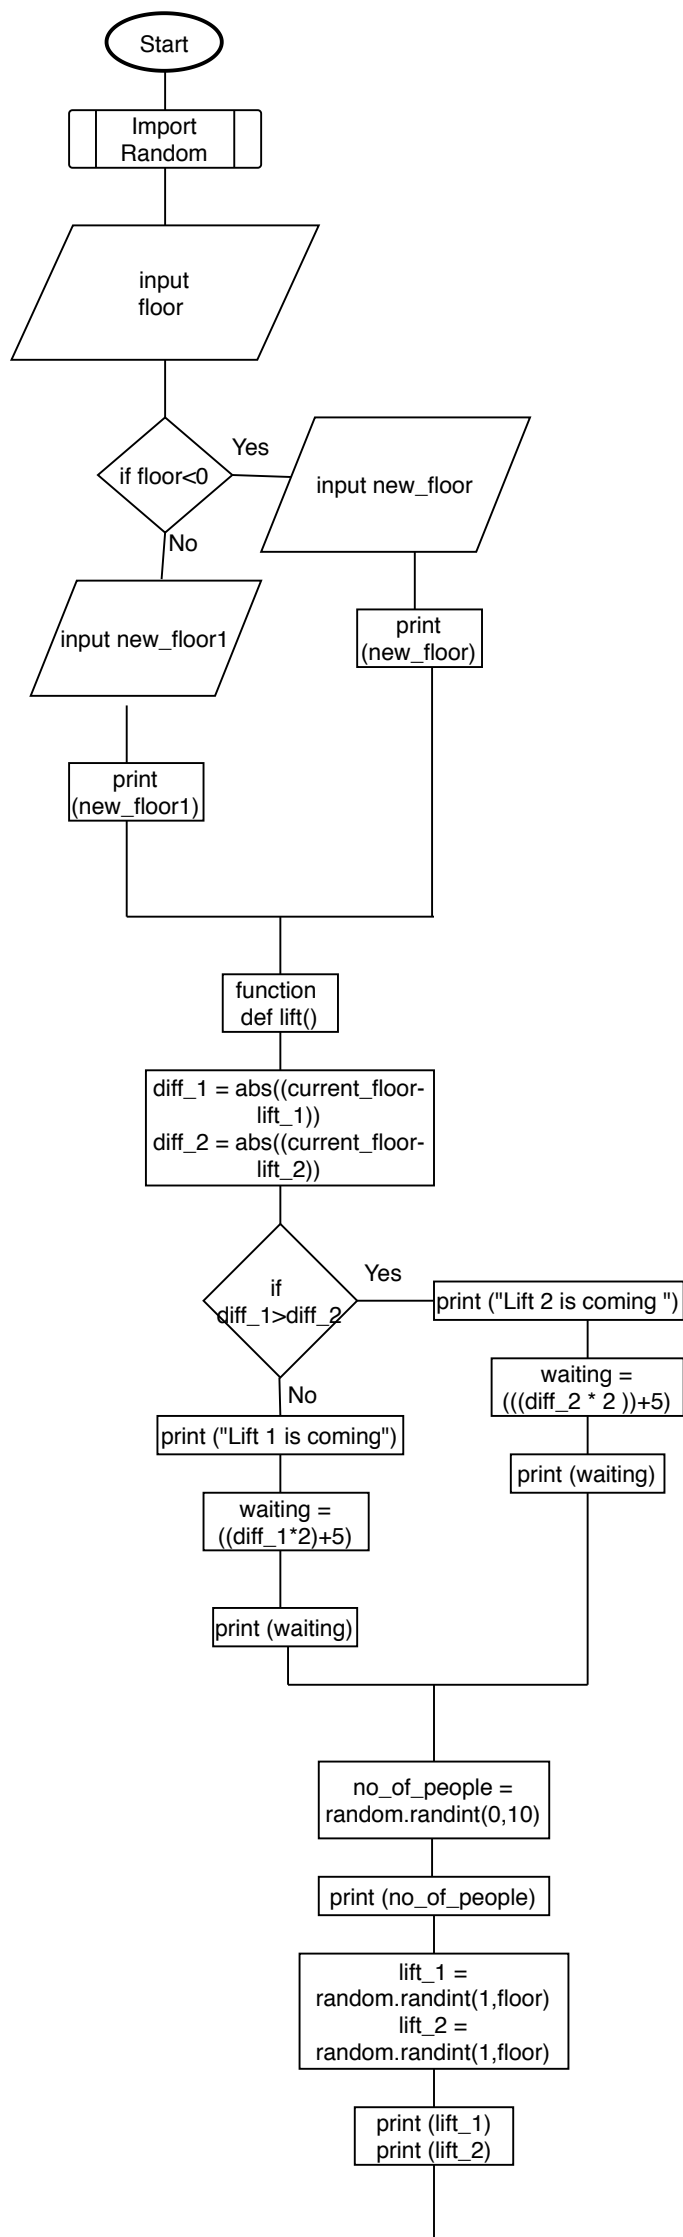 Start
Import
Random
input
floor
if floor<0
Yes
input new_floor
No
input new_floor1
print
(new_floor)
print
(new_floor1)
function
def lift()
diff_1 = abs((current_floor-
lift_1))
diff_2 = abs((current_floor-
lift_2))
if
diff_1>diff_2
Yes
print ("Lift 2 is coming ")
No
waiting =
(((diff_2 * 2 ))+5)
print ("Lift 1 is coming")
print (waiting)
waiting =
((diff_1*2)+5)
print (waiting)
no_of_people =
random.randint(0,10)
print (no_of_people)
lift_1 =
random.randint(1,floor)
lift_2 =
random.randint(1,floor)
print (lift_1)
print (lift_2)